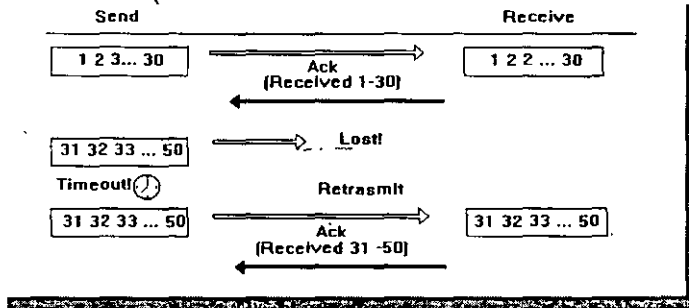 Send Receive
1 2 3... 30 1 2 2 ... 30
Ack
(Received 1-30)
31 32 33 ... 50 Lost!
Timeout! Retrasmit
31 32 33 ... 50 31 32 33 ... 50
Ack
(Received 31 -50)